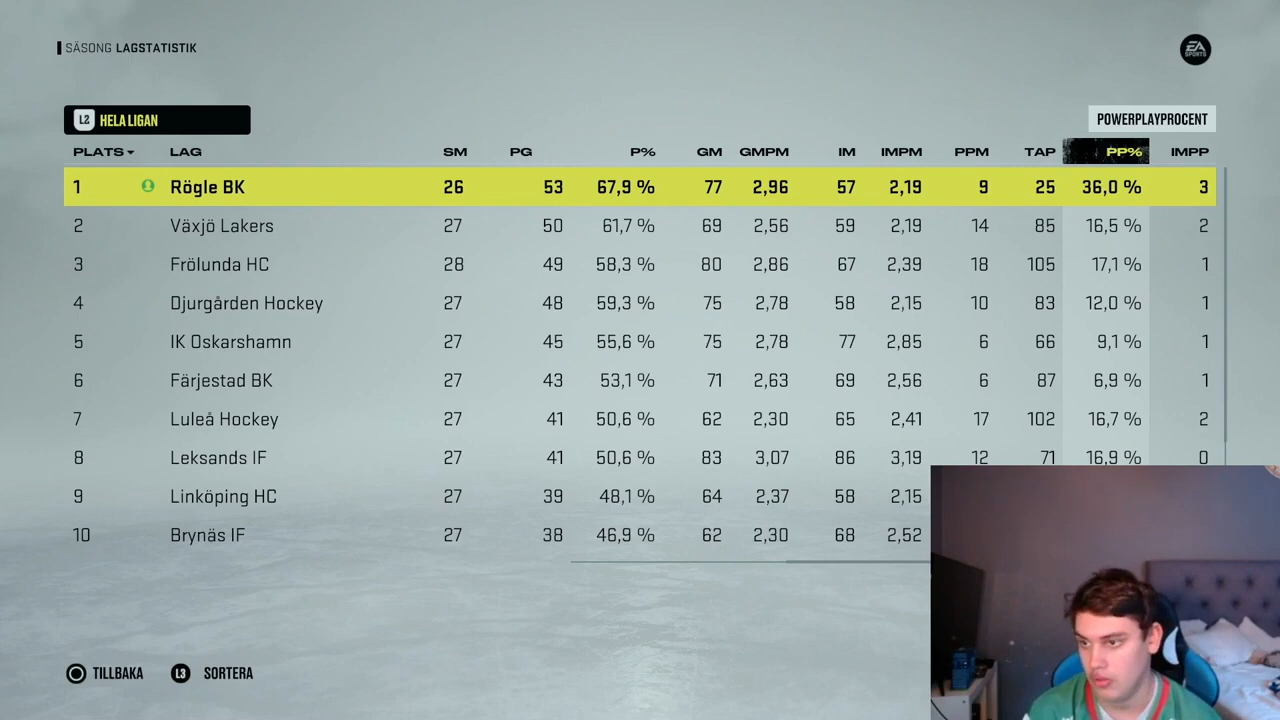 SÄSONG LAGSTATISTIK
EA SPORTS
L2 HELA LIGAN
POWERPLAYPROCENT
PLATS LAG SM PG P% GM GMPM IM IMPM PPM TAP PP% IMPP
1 Rögle BK 26 53 67,9 % 77 2,96 57 2,19 9 25 36,0 % 3
2 Växjö Lakers 27 50 61,7 % 69 2,56 59 2,19 14 85 16,5 % 2
3 Frölunda HC 28 49 58,3 % 80 2,86 67 2,39 18 105 17,1 % 1
4 Djurgården Hockey 27 48 59,3 % 75 2,78 58 2,15 10 83 12,0 % 1
5 IK Oskarshamn 27 45 55,6 % 75 2,78 77 2,85 6 66 9,1 % 1
6 Färjestad BK 27 43 53,1 % 71 2,63 69 2,56 6 87 6,9 % 1
7 Luleå Hockey 27 41 50,6 % 62 2,30 65 2,41 17 102 16,7 % 2
8 Leksands IF 27 41 50,6 % 83 3,07 86 3,19 12 71 16,9 % 0
9 Linköping HC 27 39 48,1 % 64 2,37 58 2,15
10 Brynäs IF 27 38 46,9 % 62 2,30 68 2,52
TILLBAKA L3 SORTERA